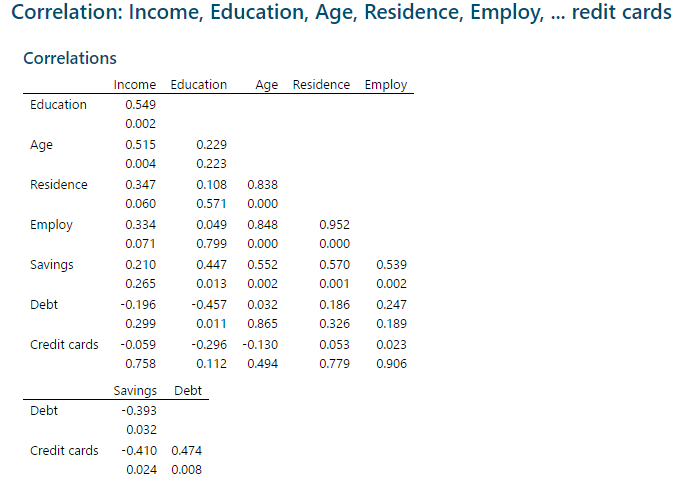 Correlation: Income, Education, Age, Residence, Employ, ... redit cards
Correlations
Income Education Age Residence Employ
Education 0.549
0.002
Age 0.515 0.229
0.004 0.223
Residence 0.347 0.108 0.838
0.060 0.571 0.000
Employ 0.334 0.049 0.848 0.952
0.071 0.799 0.000 0.000
Savings 0.210 0.447 0.552 0.570 0.539
0.265 0.013 0.002 0.001 0.002
Debt -0.196 -0.457 0.032 0.186 0.247
0.299 0.011 0.865 0.326 0.189
Credit cards -0.059 -0.296 -0.130 0.053 0.023
0.758 0.112 0.494 0.779 0.906
Savings Debt
Debt -0.393
0.032
Credit cards -0.410 0.474
0.024 0.008